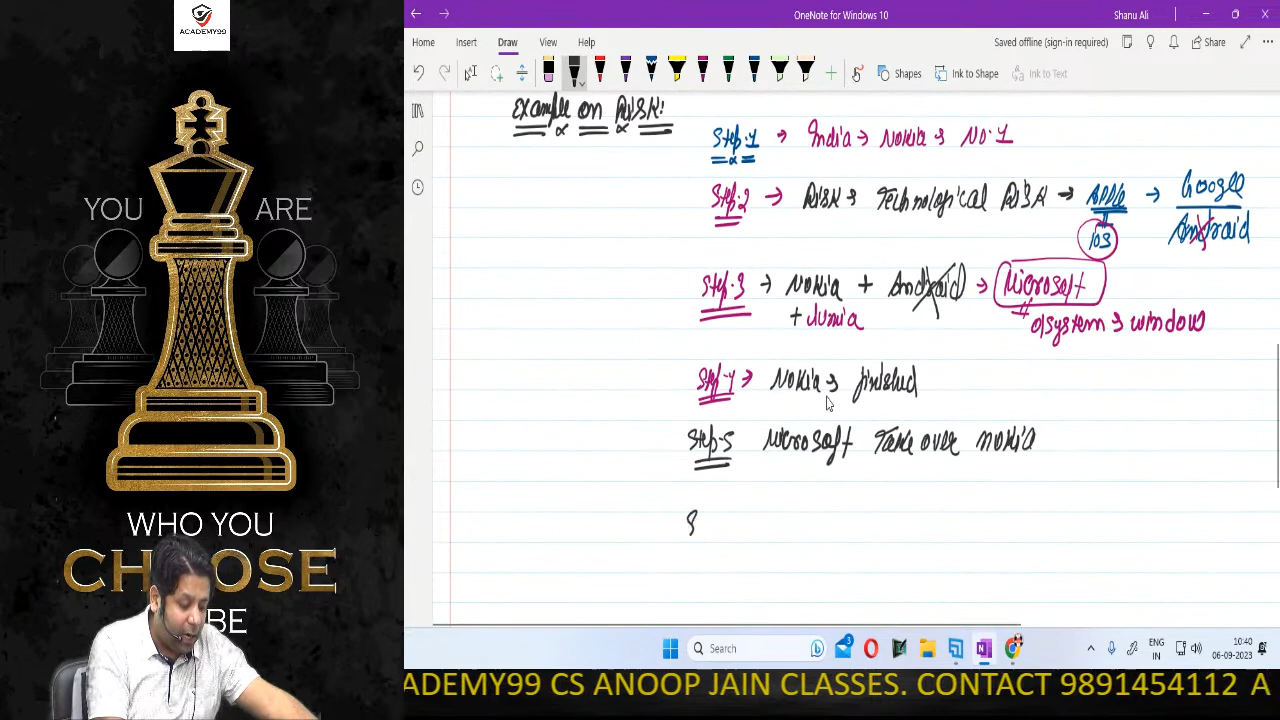 ACADEMY99
YOU ARE
WHO YOU
CHOOSE
BE
OneNote for Windows 10
Shanu Ali
Home Insert Draw View Help
Saved offline (sign-in required)
Share
Shapes
Ink to Shape
Ink to Text
Example on Risk:
Step-1 → India → Nokia → No.1
Step-2 → Risk → Technological Risk → Apple → Google
ios
Android
Step-3 → Nokia + Android → Microsoft
+ Lumia
o/system → window
Step-4 → Nokia → finished
Step-5 Microsoft Take over Nokia
S
Search
3
ENG
IN
10:40
06-09-2023
ADEMY99 CS ANOOP JAIN CLASSES. CONTACT 9891454112 A